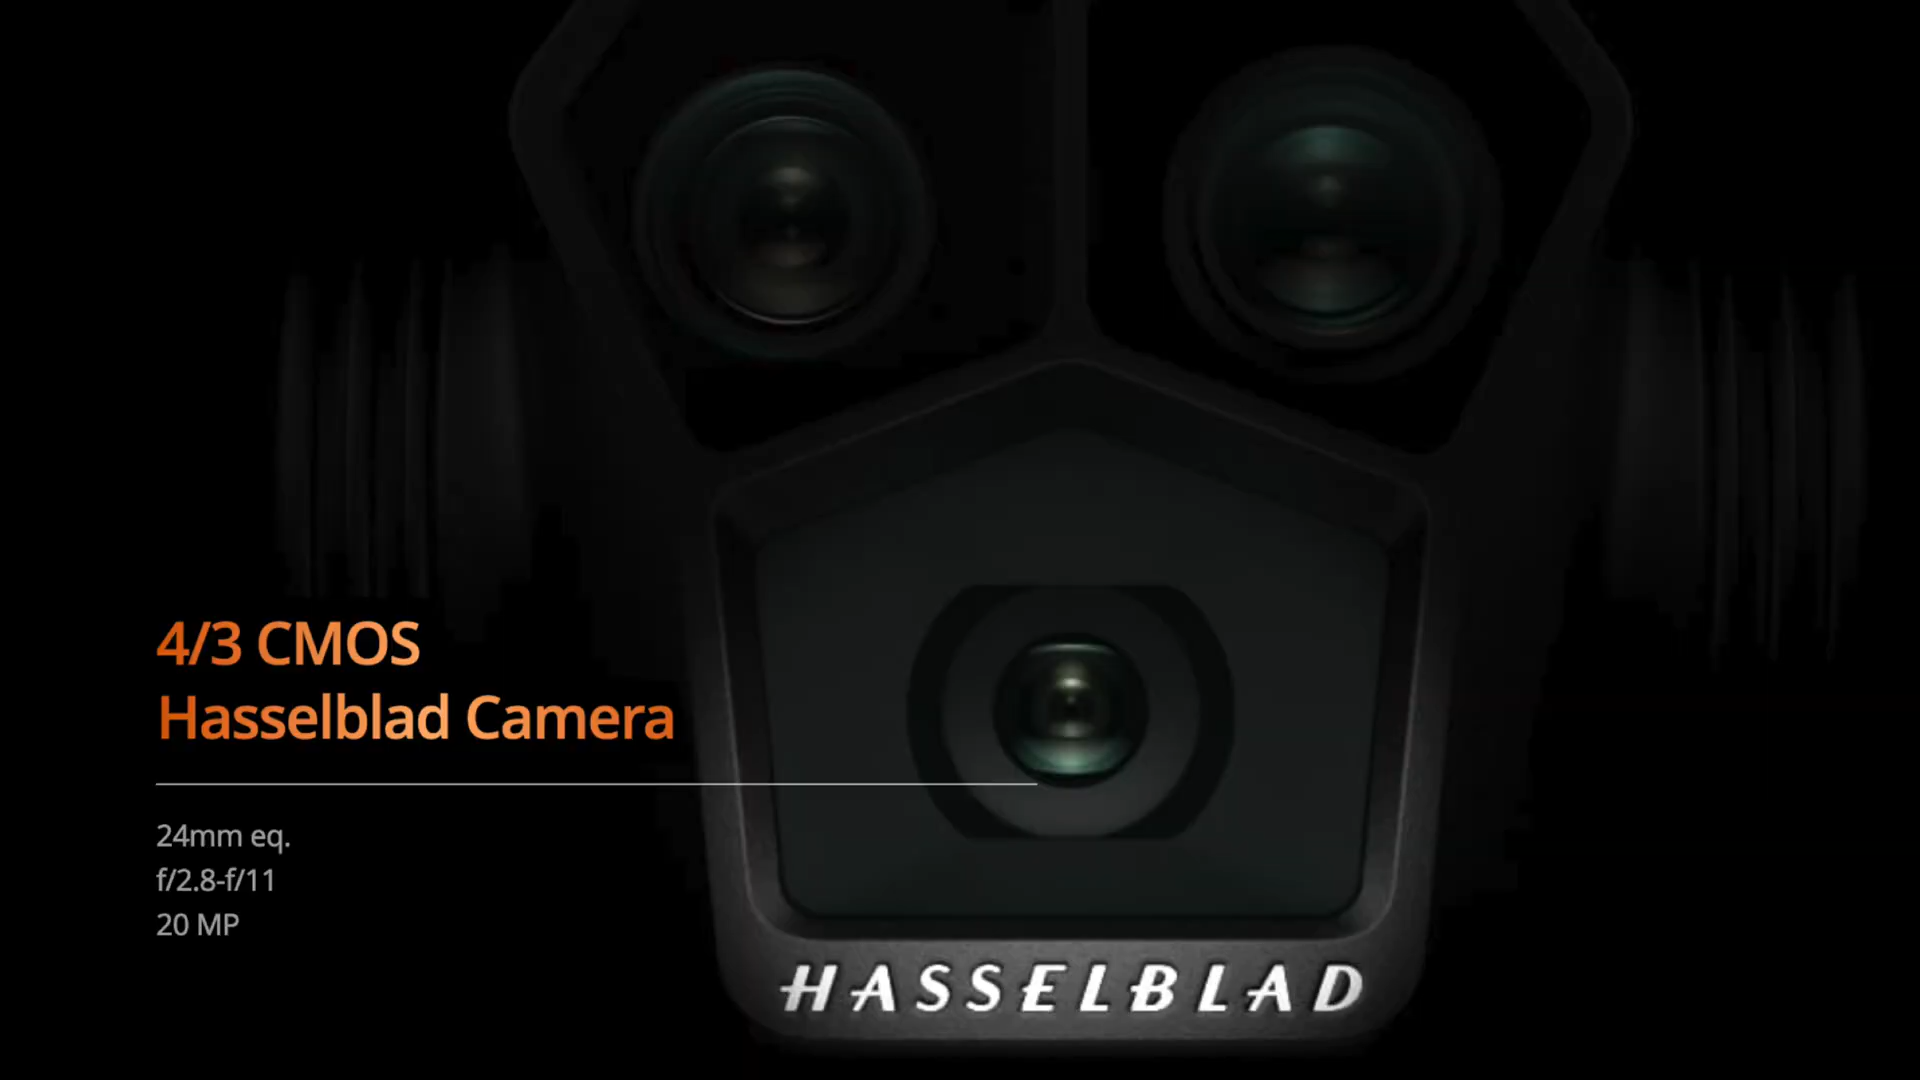 4/3 CMOS
Hasselblad Camera
24mm eq.
f/2.8-f/11
20 MP
HASSELBLAD